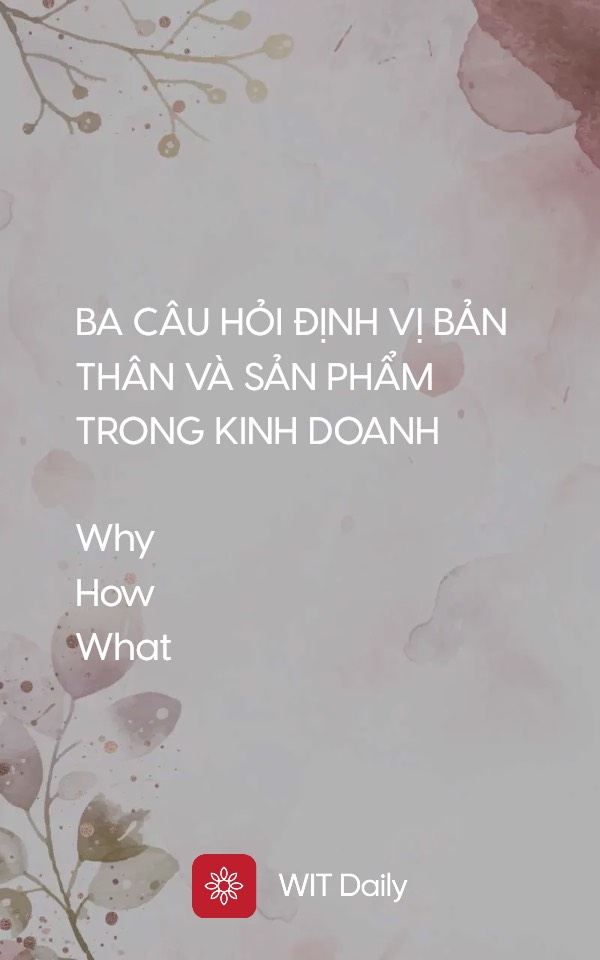 BA CÂU HỎI ĐỊNH VỊ BẢN
THÂN VÀ SẢN PHẨM
TRONG KINH DOANH
Why
How
What
WIT Daily